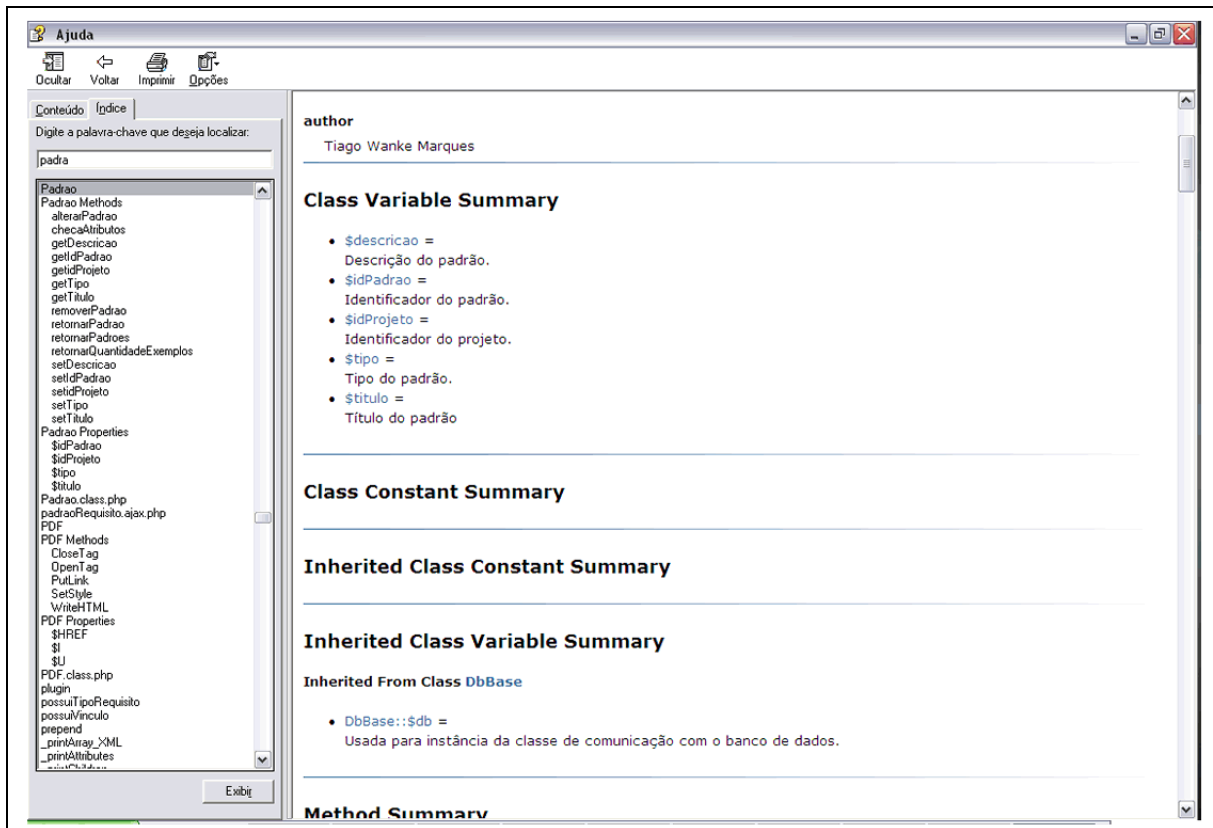 Ajuda
Ocultar Voltar Imprimir Opções
Conteúdo Índice
Digite a palavra-chave que deseja localizar:
padra
Padrao
Padrao Methods
alterarPadrao
checaAtributos
getDescricao
getIdPadrao
getidProjeto
getTipo
getTitulo
removerPadrao
retornarPadrao
retornarPadroes
retornarQuantidadeExemplos
setDescricao
setIdPadrao
setidProjeto
setTipo
setTitulo
Padrao Properties
$idPadrao
$idProjeto
$tipo
$titulo
Padrao.class.php
padraoRequisito.ajax.php
PDF
PDF Methods
CloseTag
OpenTag
PutLink
SetStyle
WriteHTML
PDF Properties
$HREF
$I
$U
PDF.class.php
plugin
possuiTipoRequisito
possuiVinculo
prepend
_printArray_XML
_printAttributes
Exibir
author
Tiago Wanke Marques
Class Variable Summary
• $descricao =
Descrição do padrão.
• $idPadrao =
Identificador do padrão.
• $idProjeto =
Identificador do projeto.
• $tipo =
Tipo do padrão.
• $titulo =
Título do padrão
Class Constant Summary
Inherited Class Constant Summary
Inherited Class Variable Summary
Inherited From Class DbBase
• DbBase::$db =
Usada para instância da classe de comunicação com o banco de dados.
Method Summary